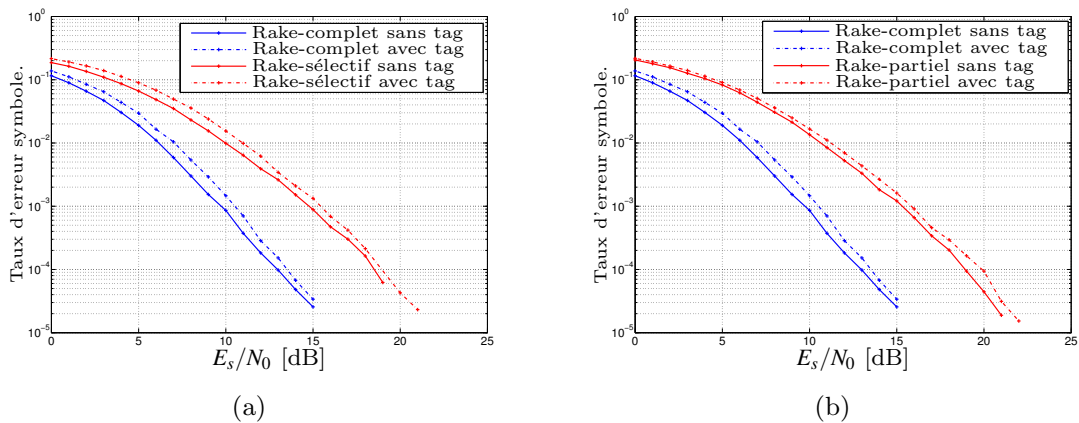 Rake-complet sans tag
Rake-complet avec tag
Rake-sélectif sans tag
Rake-sélectif avec tag
Taux d'erreur symbole.
10^0
10^-1
10^-2
10^-3
10^-4
10^-5
0 5 10 15 20 25
E_s/N_0 [dB]
(a)
Rake-complet sans tag
Rake-complet avec tag
Rake-partiel sans tag
Rake-partiel avec tag
Taux d'erreur symbole.
10^0
10^-1
10^-2
10^-3
10^-4
10^-5
0 5 10 15 20 25
E_s/N_0 [dB]
(b)